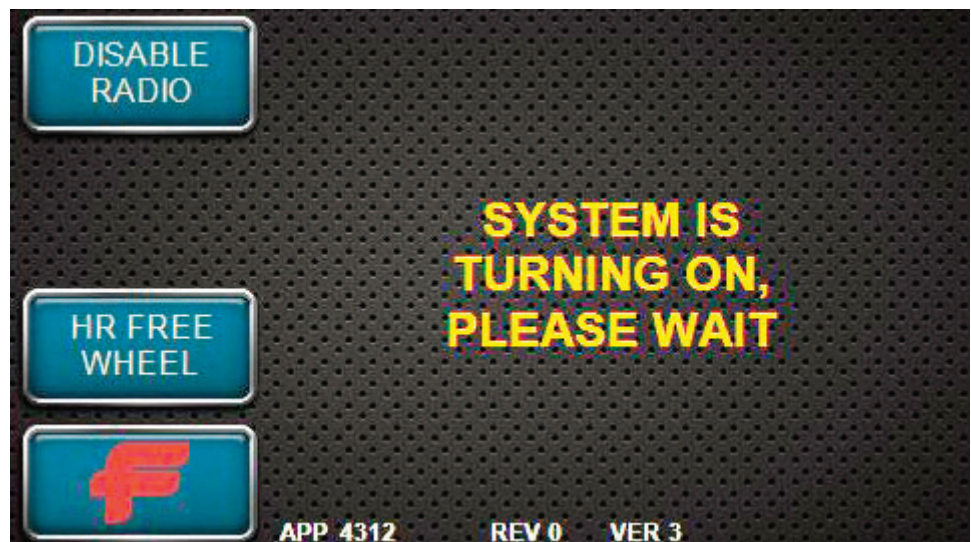 DISABLE
RADIO
SYSTEM IS
TURNING ON,
PLEASE WAIT
HR FREE
WHEEL
F
APP 4312 REV 0 VER 3